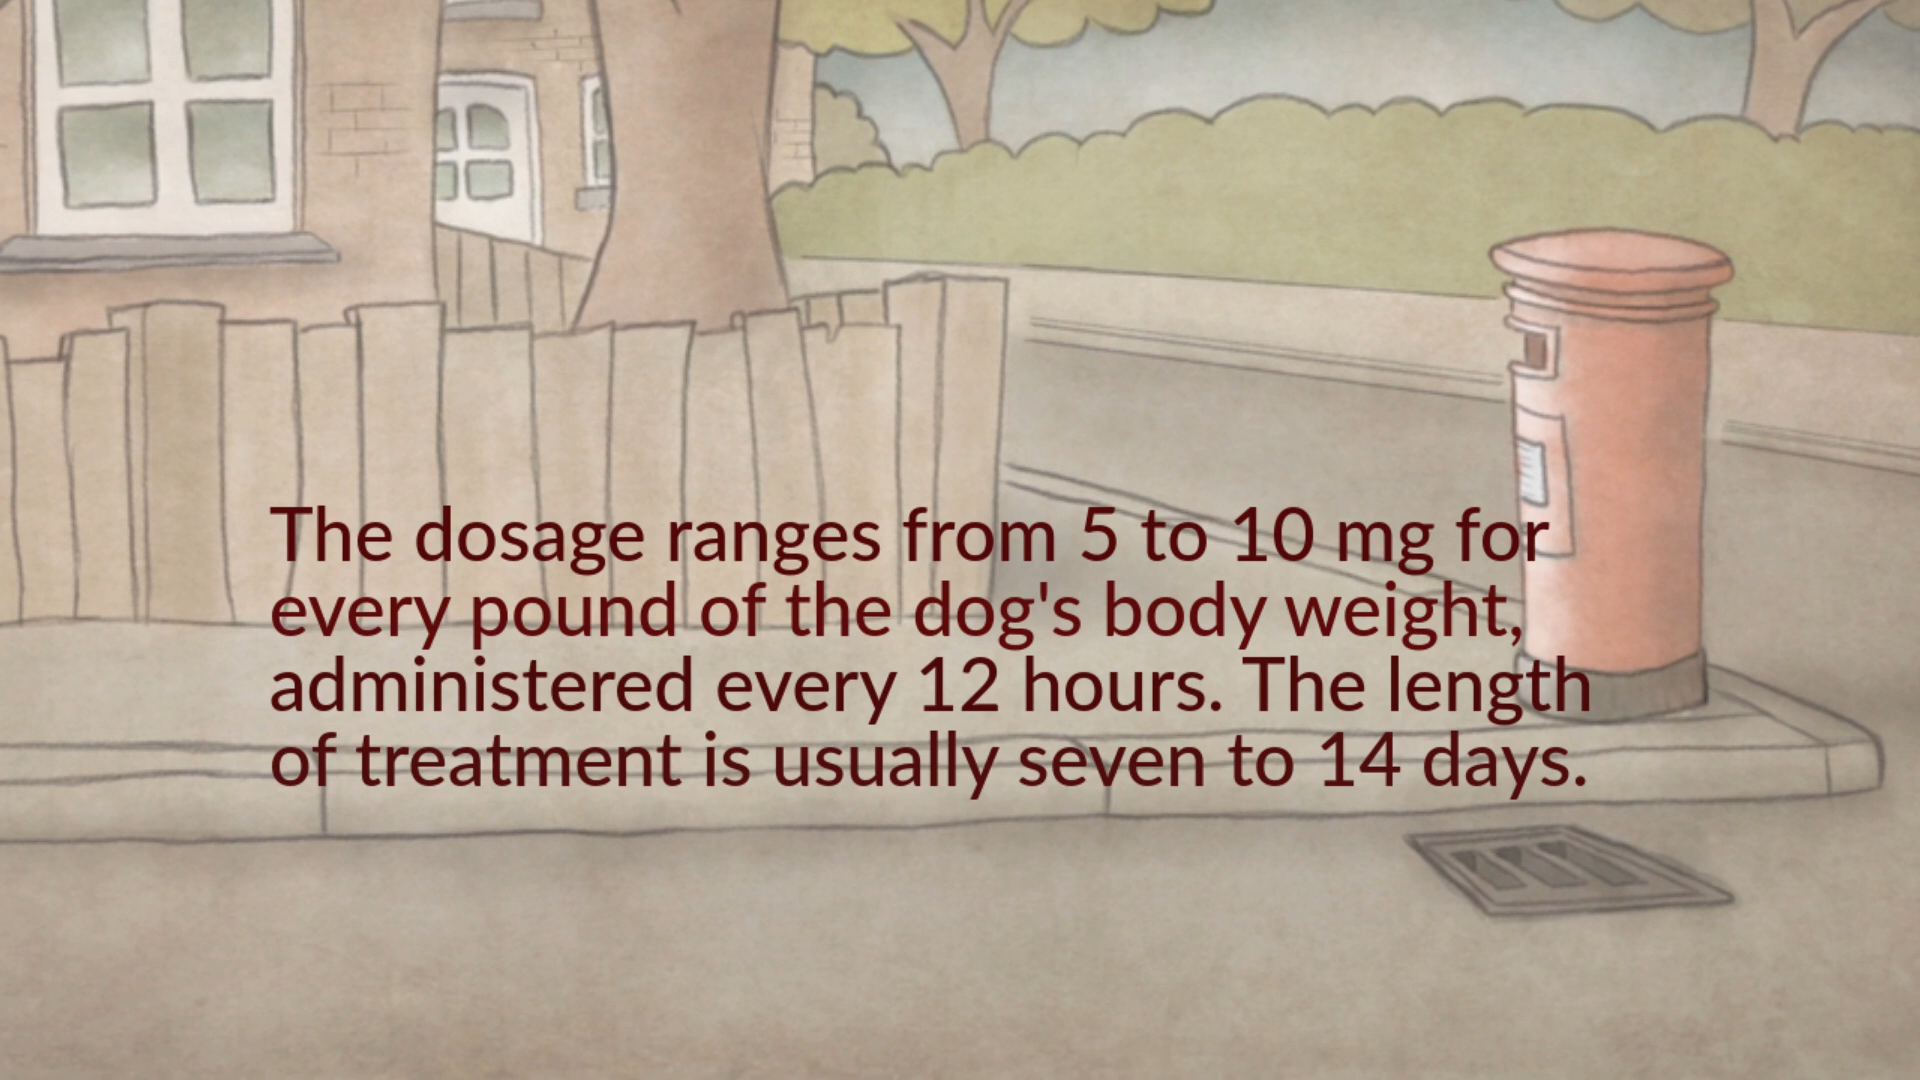 The dosage ranges from 5 to 10 mg for
every pound of the dog's body weight,
administered every 12 hours. The length
of treatment is usually seven to 14 days.